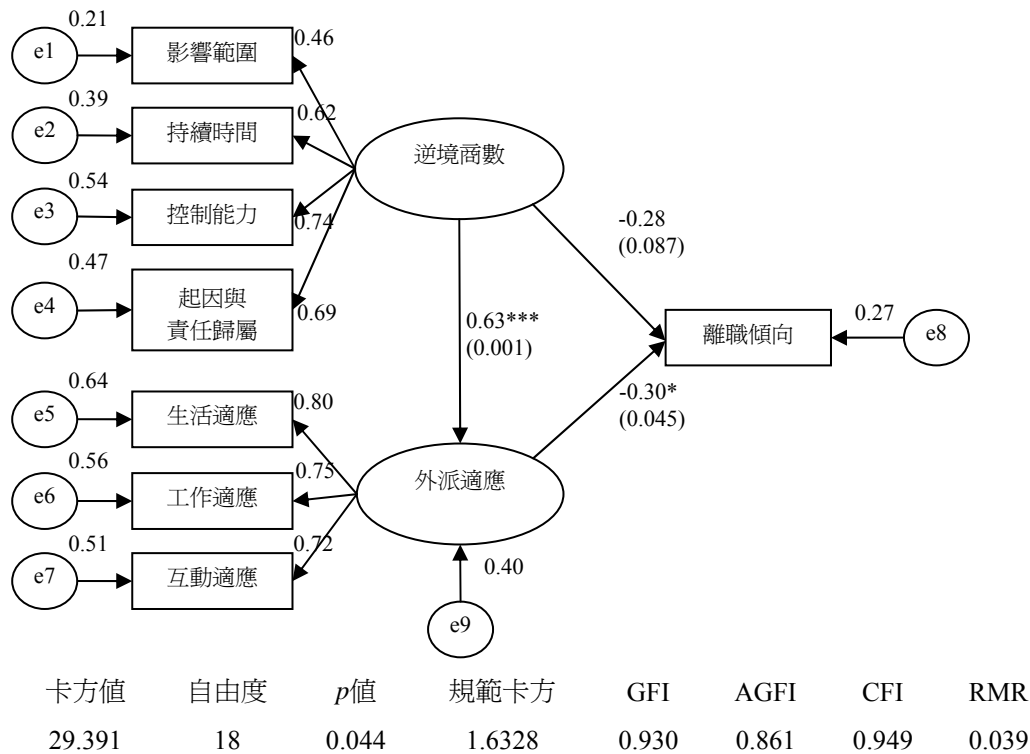 0.21
e1
影響範圍
0.46
0.39
e2
持續時間
0.62
逆境商數
0.54
e3
控制能力
0.74
-0.28
(0.087)
0.47
e4
起因與
責任歸屬
0.69
0.63***
(0.001)
離職傾向
0.27
e8
0.64
e5
生活適應
0.80
-0.30*
(0.045)
0.56
e6
工作適應
0.75
外派適應
0.51
e7
互動適應
0.72
0.40
e9
卡方值 自由度 p值 規範卡方 GFI AGFI CFI RMR
29.391 18 0.044 1.6328 0.930 0.861 0.949 0.039